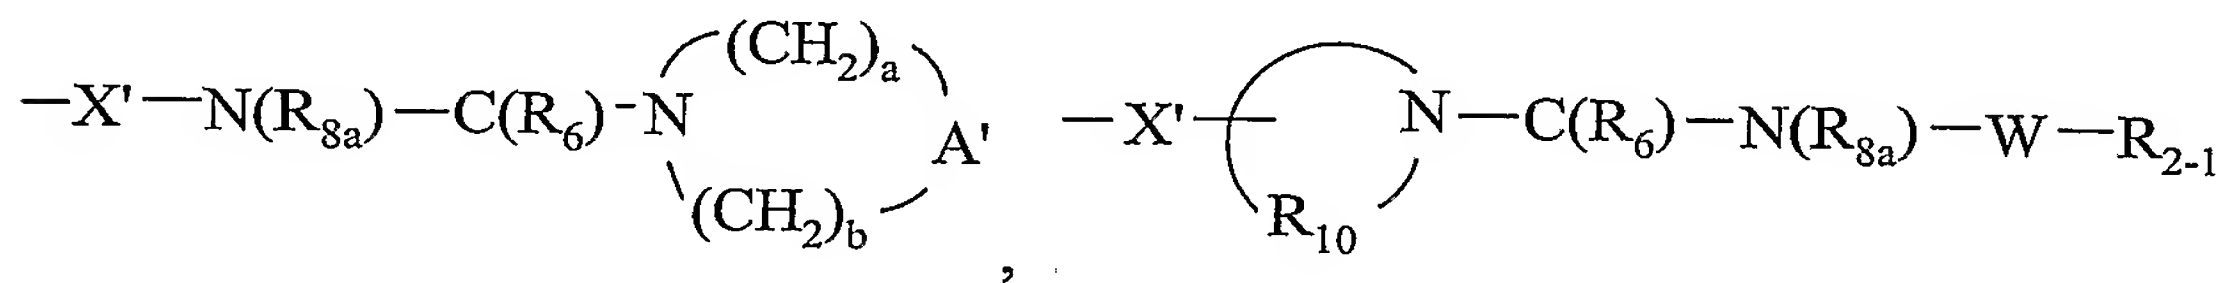 (CH₂)ₐ
—X'—N(R₈ₐ)—C(R₆)-N A' —X'— N—C(R₆)—N(R₈ₐ)—W—R₂₋₁
(CH₂)b , R₁₀